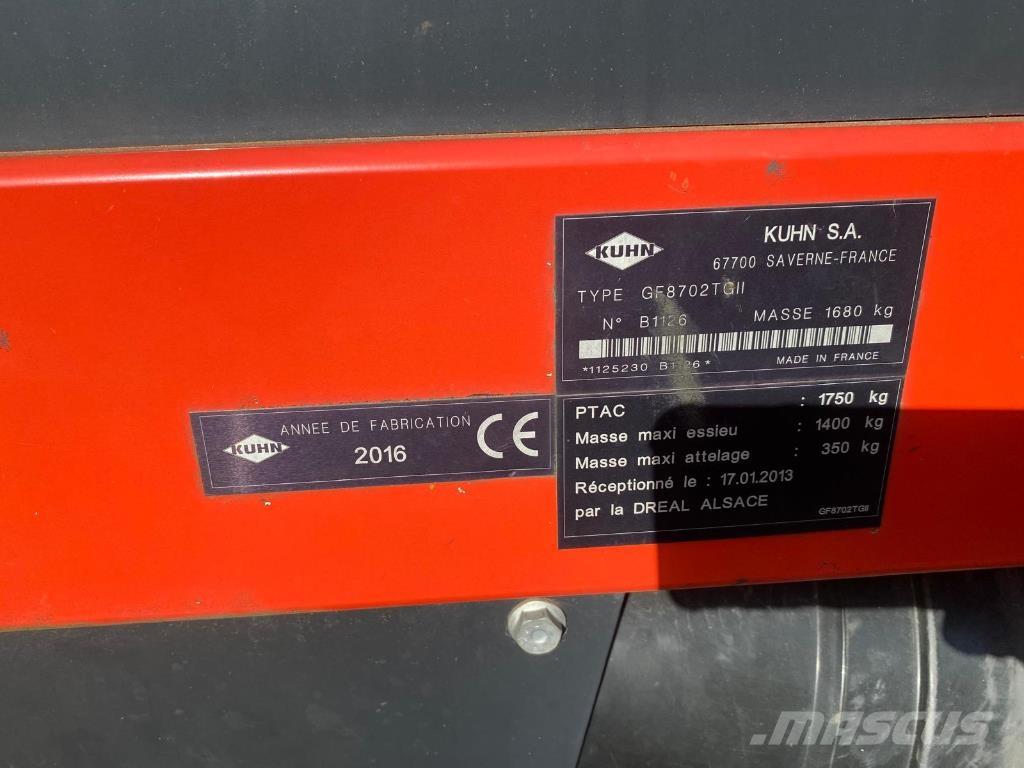 KUHN
KUHN S.A.
67700 SAVERNE-FRANCE
TYPE GF8702TGII
N° B1126 MASSE 1680 kg
*1125230 B1126*
MADE IN FRANCE
KUHN
ANNEE DE FABRICATION
2016
CE
PTAC : 1750 kg
Masse maxi essieu : 1400 kg
Masse maxi attelage : 350 kg
Réceptionné le : 17.01.2013
par la DREAL ALSACE
GF8702TGII
MASCUS